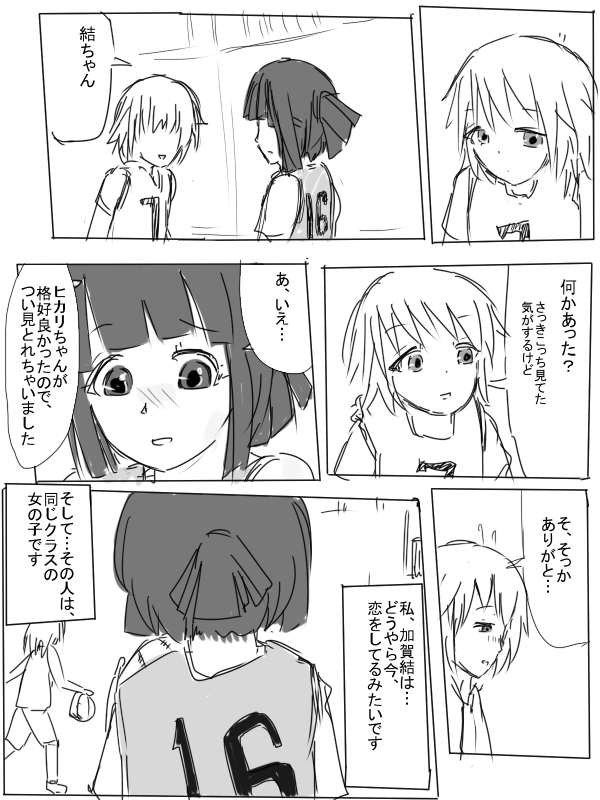 結ちゃん
16
何かあった？
さっきこっち見てた
気がするけど
あ、いえ…
ヒカリちゃんが
格好良かったので、
つい見とれちゃいました
そ、そっか
ありがと…
私、加賀結は…
どうやら今、
恋をしてるみたいです
そして…その人は、
同じクラスの
女の子です
16